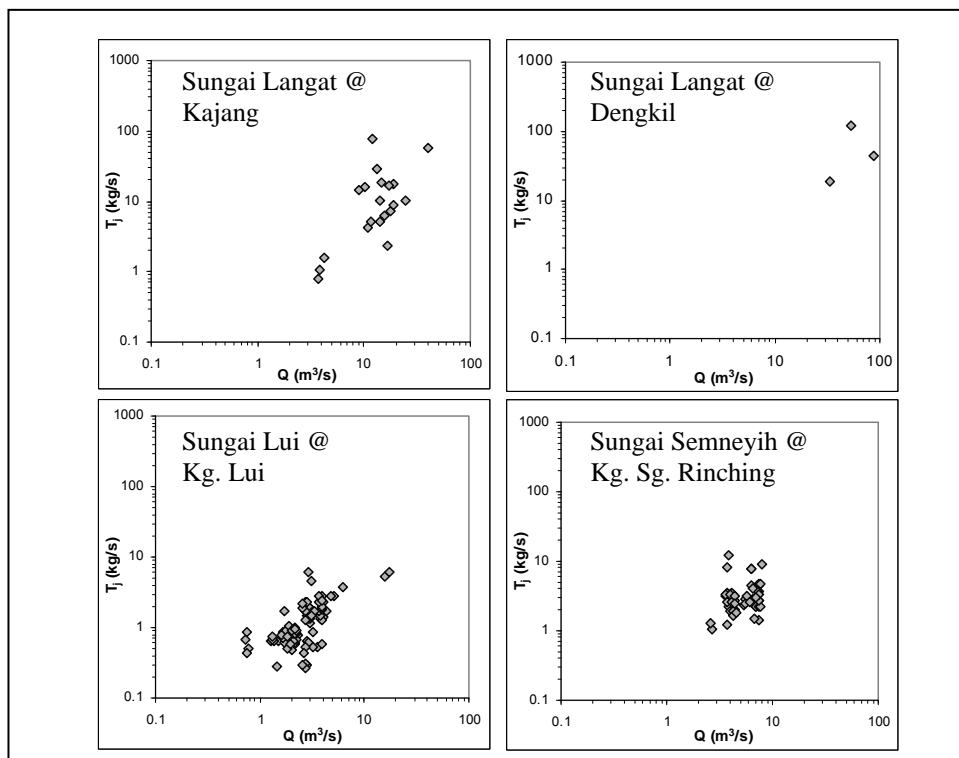 Sungai Langat @
Kajang
1000
100
10
1
0.1
T_j (kg/s)
0.1 1 10 100
Q (m³/s)
Sungai Langat @
Dengkil
1000
100
10
1
0.1
T_j (kg/s)
0.1 1 10 100
Q (m³/s)
Sungai Lui @
Kg. Lui
1000
100
10
1
0.1
T_j (kg/s)
0.1 1 10 100
Q (m³/s)
Sungai Semneyih @
Kg. Sg. Rinching
1000
100
10
1
0.1
T_j (kg/s)
0.1 1 10 100
Q (m³/s)